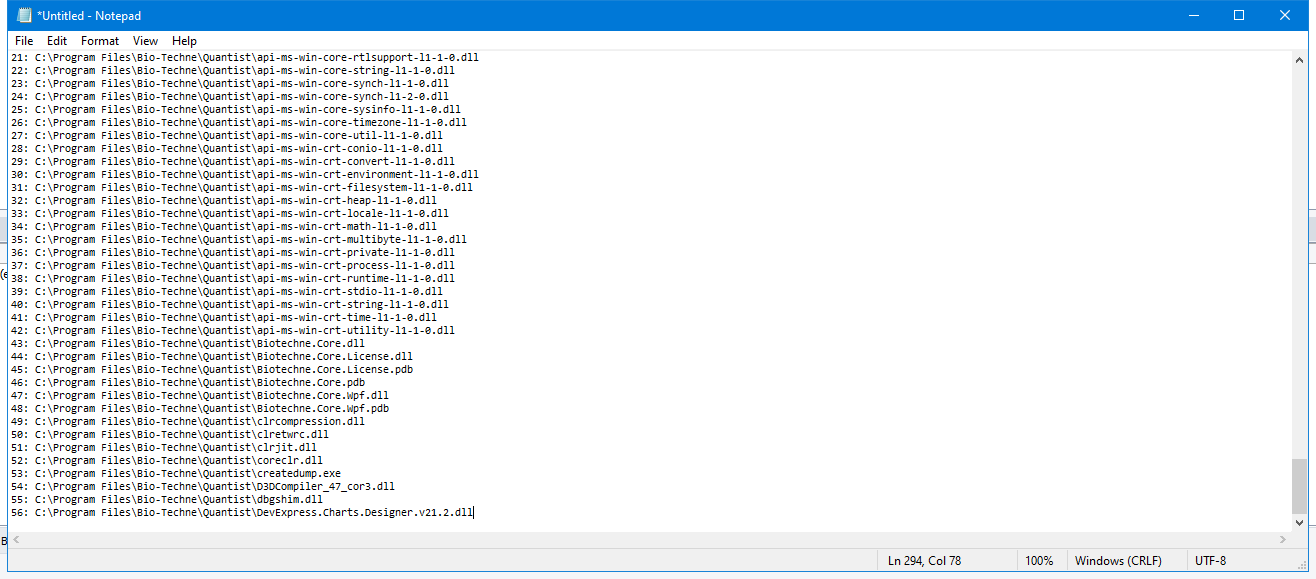 *Untitled - Notepad
File Edit Format View Help
21: C:\Program Files\Bio-Techne\Quantist\api-ms-win-core-rtlsupport-l1-1-0.dll
22: C:\Program Files\Bio-Techne\Quantist\api-ms-win-core-string-l1-1-0.dll
23: C:\Program Files\Bio-Techne\Quantist\api-ms-win-core-synch-l1-1-0.dll
24: C:\Program Files\Bio-Techne\Quantist\api-ms-win-core-synch-l1-2-0.dll
25: C:\Program Files\Bio-Techne\Quantist\api-ms-win-core-sysinfo-l1-1-0.dll
26: C:\Program Files\Bio-Techne\Quantist\api-ms-win-core-timezone-l1-1-0.dll
27: C:\Program Files\Bio-Techne\Quantist\api-ms-win-core-util-l1-1-0.dll
28: C:\Program Files\Bio-Techne\Quantist\api-ms-win-crt-conio-l1-1-0.dll
29: C:\Program Files\Bio-Techne\Quantist\api-ms-win-crt-convert-l1-1-0.dll
30: C:\Program Files\Bio-Techne\Quantist\api-ms-win-crt-environment-l1-1-0.dll
31: C:\Program Files\Bio-Techne\Quantist\api-ms-win-crt-filesystem-l1-1-0.dll
32: C:\Program Files\Bio-Techne\Quantist\api-ms-win-crt-heap-l1-1-0.dll
33: C:\Program Files\Bio-Techne\Quantist\api-ms-win-crt-locale-l1-1-0.dll
34: C:\Program Files\Bio-Techne\Quantist\api-ms-win-crt-math-l1-1-0.dll
35: C:\Program Files\Bio-Techne\Quantist\api-ms-win-crt-multibyte-l1-1-0.dll
36: C:\Program Files\Bio-Techne\Quantist\api-ms-win-crt-private-l1-1-0.dll
37: C:\Program Files\Bio-Techne\Quantist\api-ms-win-crt-process-l1-1-0.dll
38: C:\Program Files\Bio-Techne\Quantist\api-ms-win-crt-runtime-l1-1-0.dll
39: C:\Program Files\Bio-Techne\Quantist\api-ms-win-crt-stdio-l1-1-0.dll
40: C:\Program Files\Bio-Techne\Quantist\api-ms-win-crt-string-l1-1-0.dll
41: C:\Program Files\Bio-Techne\Quantist\api-ms-win-crt-time-l1-1-0.dll
42: C:\Program Files\Bio-Techne\Quantist\api-ms-win-crt-utility-l1-1-0.dll
43: C:\Program Files\Bio-Techne\Quantist\Biotechne.Core.dll
44: C:\Program Files\Bio-Techne\Quantist\Biotechne.Core.License.dll
45: C:\Program Files\Bio-Techne\Quantist\Biotechne.Core.License.pdb
46: C:\Program Files\Bio-Techne\Quantist\Biotechne.Core.pdb
47: C:\Program Files\Bio-Techne\Quantist\Biotechne.Core.Wpf.dll
48: C:\Program Files\Bio-Techne\Quantist\Biotechne.Core.Wpf.pdb
49: C:\Program Files\Bio-Techne\Quantist\clrcompression.dll
50: C:\Program Files\Bio-Techne\Quantist\clretwrc.dll
51: C:\Program Files\Bio-Techne\Quantist\clrjit.dll
52: C:\Program Files\Bio-Techne\Quantist\coreclr.dll
53: C:\Program Files\Bio-Techne\Quantist\createdump.exe
54: C:\Program Files\Bio-Techne\Quantist\D3DCompiler_47_cor3.dll
55: C:\Program Files\Bio-Techne\Quantist\dbgshim.dll
56: C:\Program Files\Bio-Techne\Quantist\DevExpress.Charts.Designer.v21.2.dll
Ln 294, Col 78 100% Windows (CRLF) UTF-8